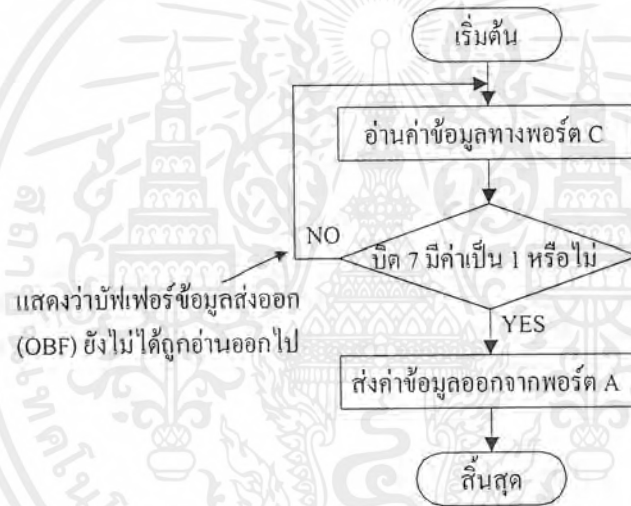 เริ่มต้น
อ่านค่าข้อมูลทางพอร์ต C
บิต 7 มีค่าเป็น 1 หรือไม่
NO
แสดงว่าบัฟเฟอร์ข้อมูลส่งออก
(OBF) ยังไม่ได้ถูกอ่านออกไป
YES
ส่งค่าข้อมูลออกจากพอร์ต A
สิ้นสุด